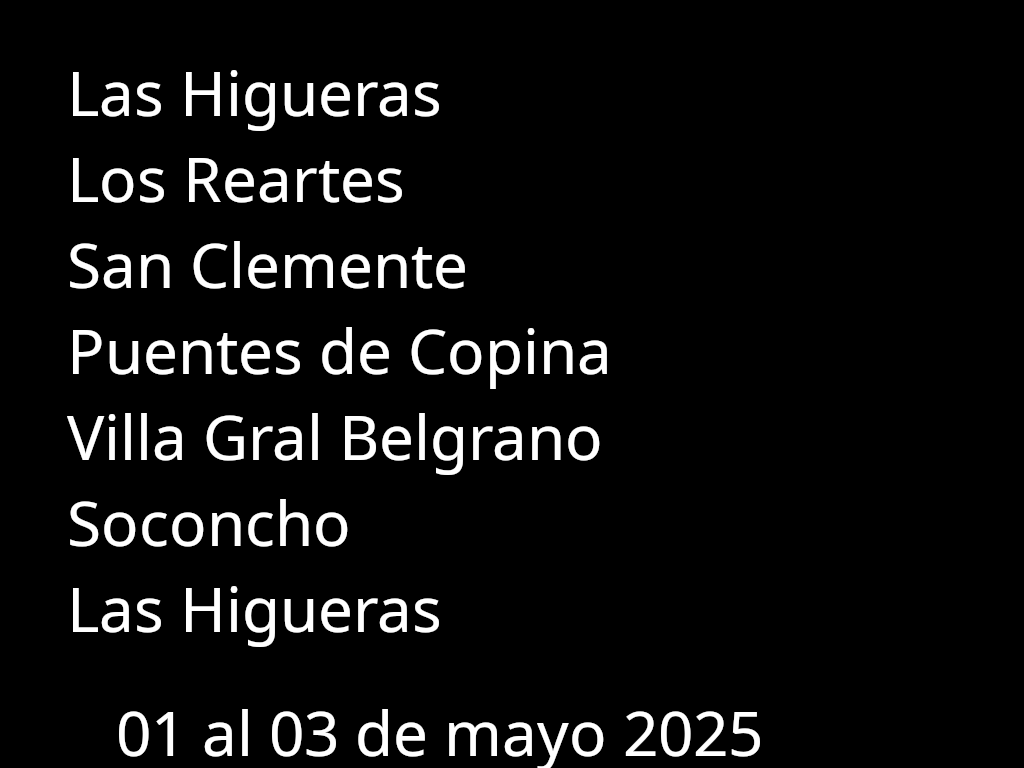 Las Higueras
Los Reartes
San Clemente
Puentes de Copina
Villa Gral Belgrano
Soconcho
Las Higueras
01 al 03 de mayo 2025